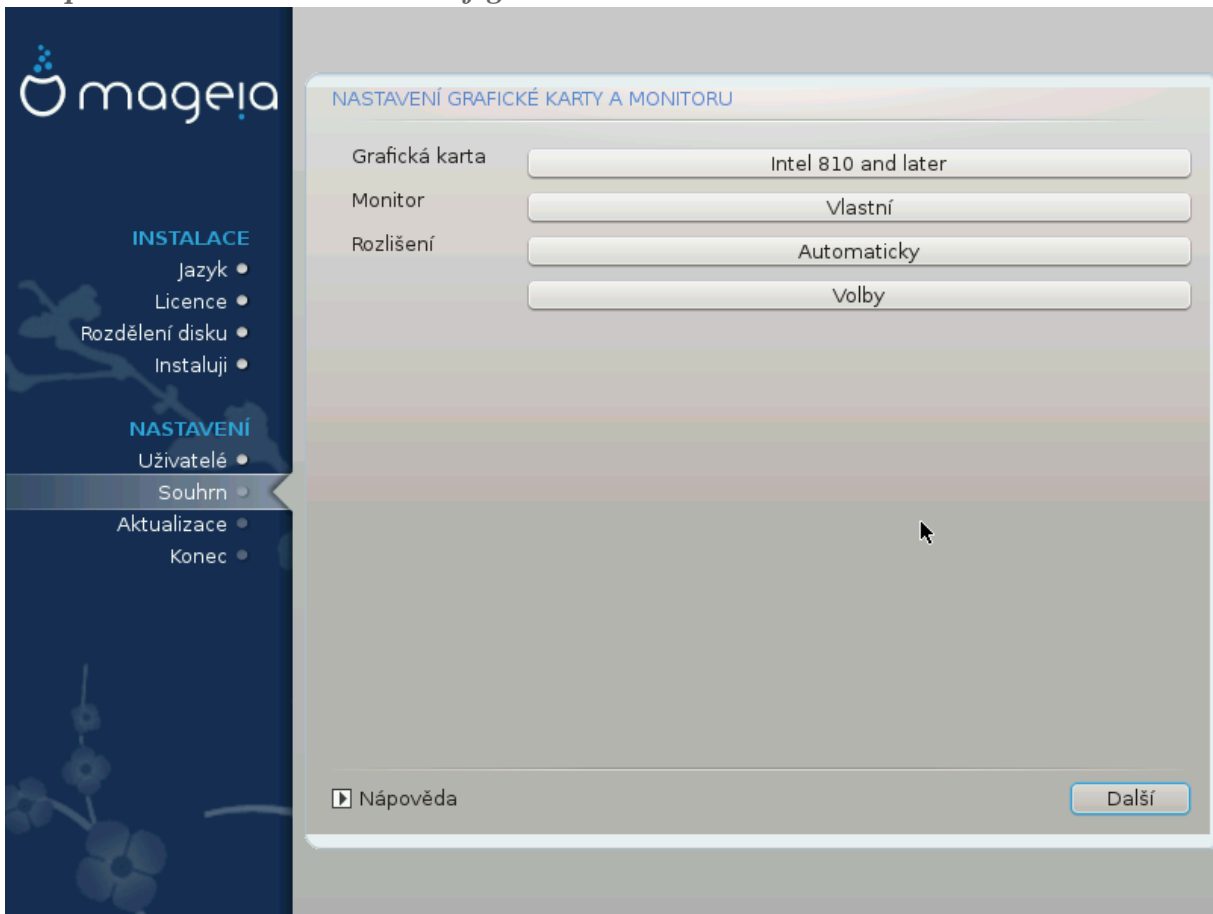 mageia
INSTALACE
Jazyk
Licence
Rozdělení disku
Instaluji
NASTAVENÍ
Uživatelé
Souhrn
Aktualizace
Konec
NASTAVENÍ GRAFICKÉ KARTY A MONITORU
Grafická karta Intel 810 and later
Monitor Vlastní
Rozlišení Automaticky
Volby
Nápověda Další